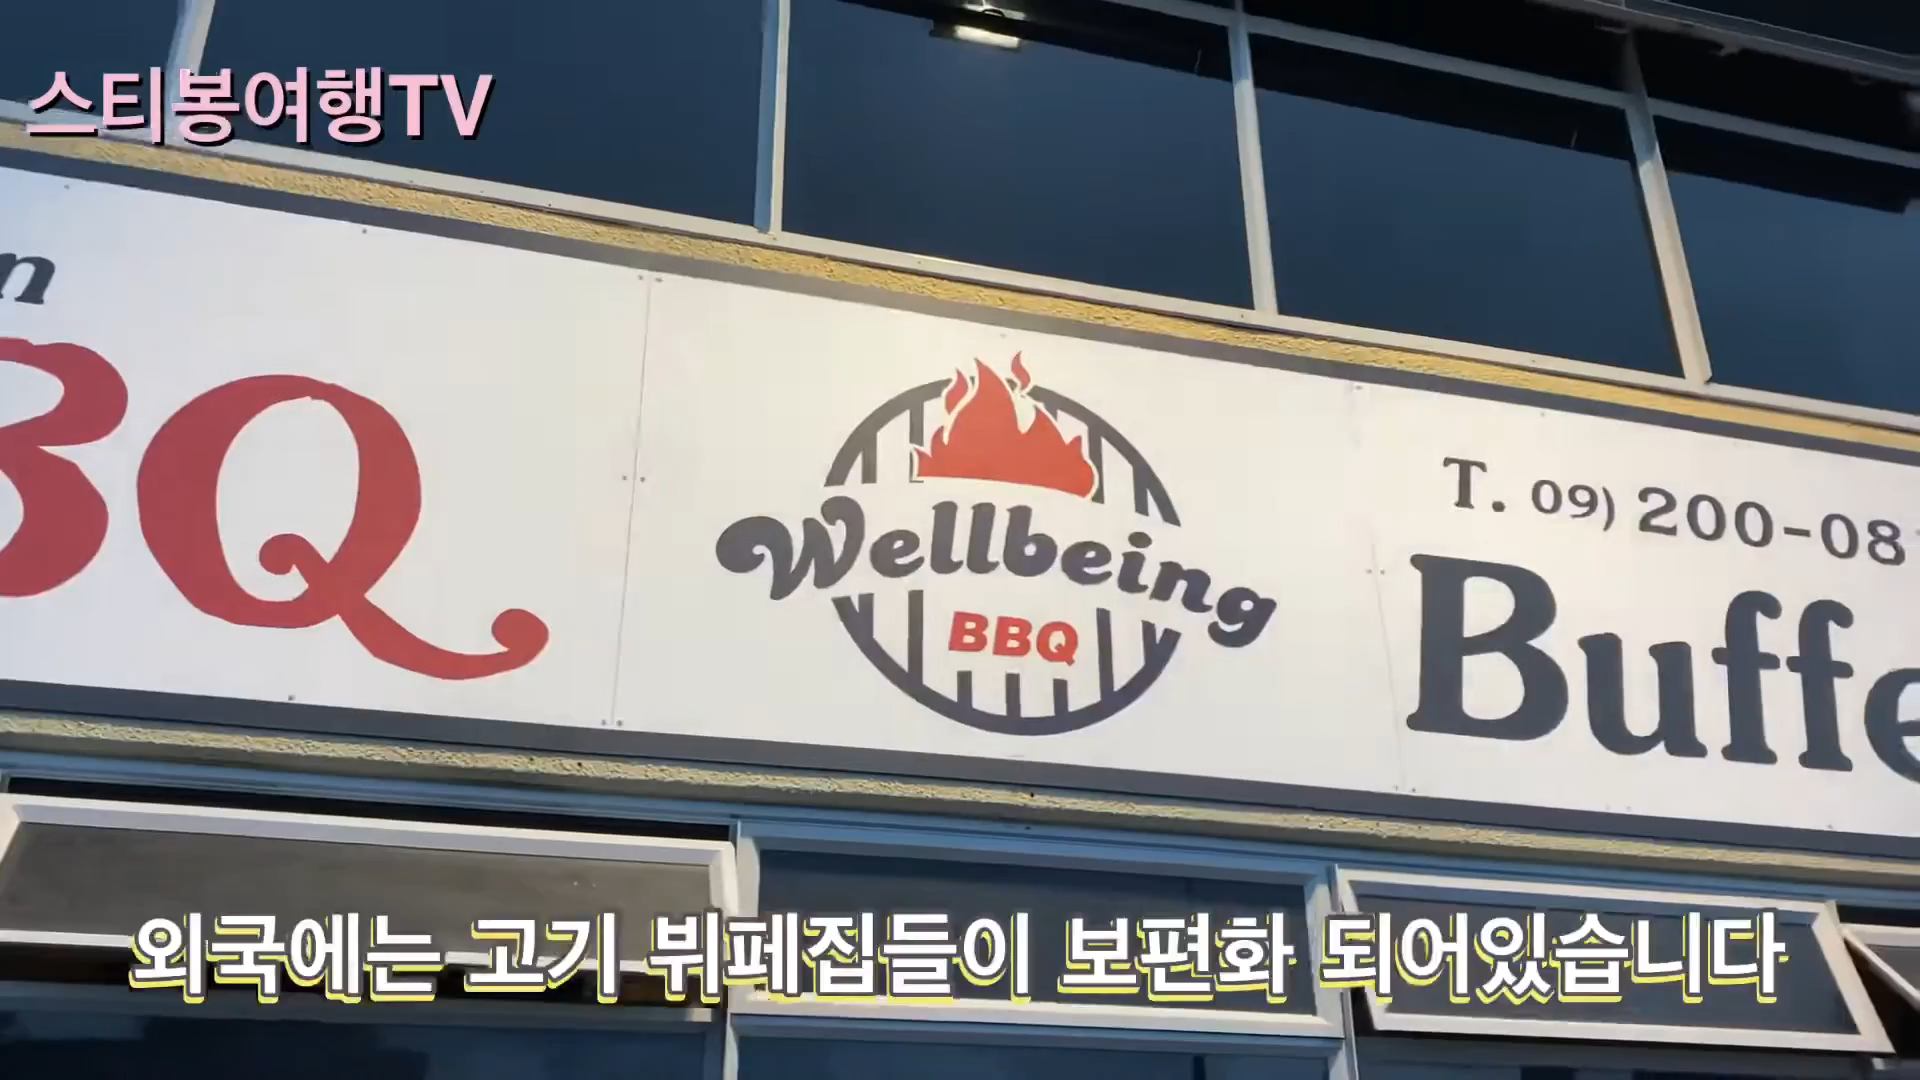 스티봉여행TV
BQ
Wellbeing
BBQ
T. 09) 200-08
Buffe
외국에는 고기 뷔페집들이 보편화 되어있습니다